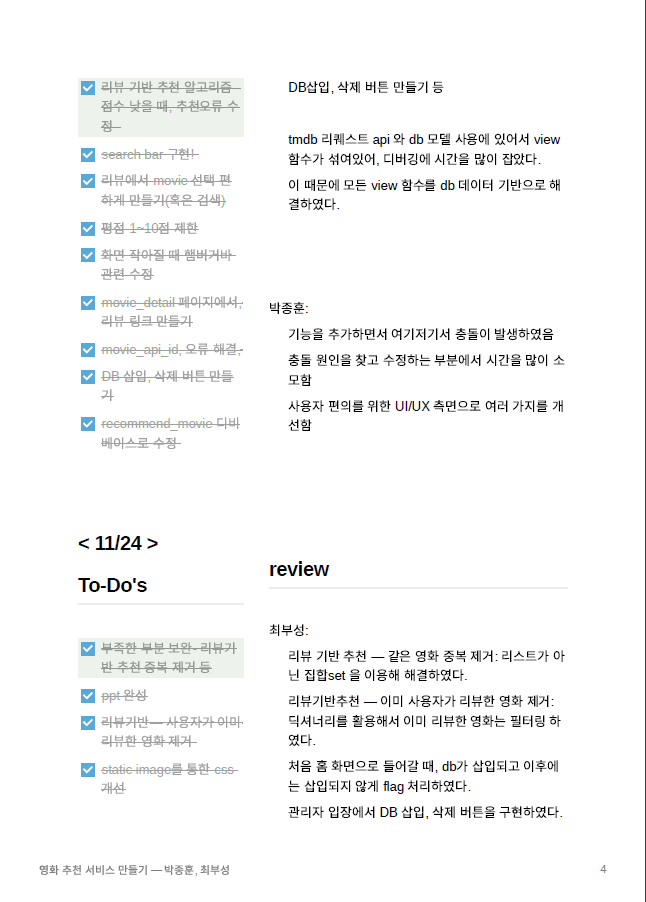 리뷰 기반 추천 알고리즘
점수 낮을 때, 추천오류 수
정
search bar 구현!
리뷰에서 movie 선택 편
하게 만들기(혹은 검색)
평점 1~10점 제한
화면 작아질 때 햄버거바
관련 수정
movie_detail 페이지에서,
리뷰 링크 만들기
movie_api_id, 오류 해결,
DB 삽입, 삭제 버튼 만들
기
recommend_movie 디비
베이스로 수정
DB삽입, 삭제 버튼 만들기 등
tmdb 리퀘스트 api 와 db 모델 사용에 있어서 view
함수가 섞여있어, 디버깅에 시간을 많이 잡았다.
이 때문에 모든 view 함수를 db 데이터 기반으로 해
결하였다.
박종훈:
기능을 추가하면서 여기저기서 충돌이 발생하였음
충돌 원인을 찾고 수정하는 부분에서 시간을 많이 소
모함
사용자 편의를 위한 UI/UX 측면으로 여러 가지를 개
선함
< 11/24 >
To-Do's
부족한 부분 보완- 리뷰기
반 추천 중복 제거 등
ppt 완성
리뷰기반— 사용자가 이미
리뷰한 영화 제거
static image를 통한 css
개선
review
최부성:
리뷰 기반 추천 — 같은 영화 중복 제거: 리스트가 아
닌 집합set 을 이용해 해결하였다.
리뷰기반추천 — 이미 사용자가 리뷰한 영화 제거:
딕셔너리를 활용해서 이미 리뷰한 영화는 필터링 하
였다.
처음 홈 화면으로 들어갈 때, db가 삽입되고 이후에
는 삽입되지 않게 flag 처리하였다.
관리자 입장에서 DB 삽입, 삭제 버튼을 구현하였다.
영화 추천 서비스 만들기 — 박종훈, 최부성
4